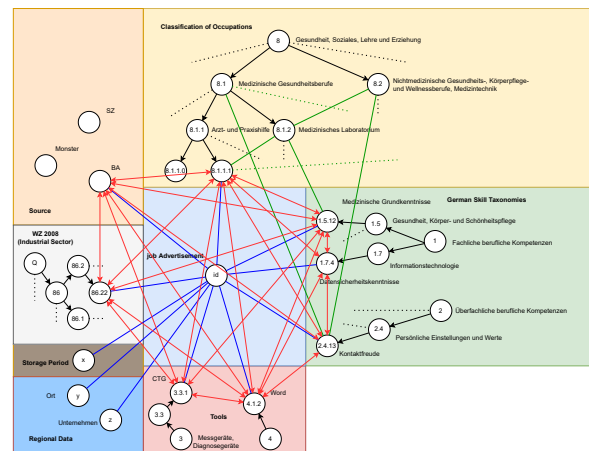 Classification of Occupations
8
Gesundheit, Soziales, Lehre und Erziehung
8.1
Medizinische Gesundheitsberufe
8.2
Nichtmedizinische Gesundheits-, Körperpflege-
und Wellnessberufe, Medizintechnik
SZ
8.1.1
Arzt- und Praxishilfe
8.1.2
Medizinisches Laboratorium
Monster
BA
8.1.1.0
8.1.1.1
Source
German Skill Taxonomies
Medizinische Grundkenntnisse
1.5.12
1.5
Gesundheit, Körper- und Schönheitspflege
1
Fachliche berufliche Kompetenzen
1.7
1.7.4
Informationstechnologie
Datensicherheitskenntnisse
2
Überfachliche berufliche Kompetenzen
2.4
Persönliche Einstellungen und Werte
2.4.13
Kontaktfreude
WZ 2008
(Industrial Sector)
Q
86.2
86
86.22
86.1
job Advertisement
id
Storage Period
x
Ort
y
Unternehmen
z
Regional Data
CTG
3.3.1
Word
4.1.2
3.3
Tools
3
Messgeräte,
Diagnosegeräte
4